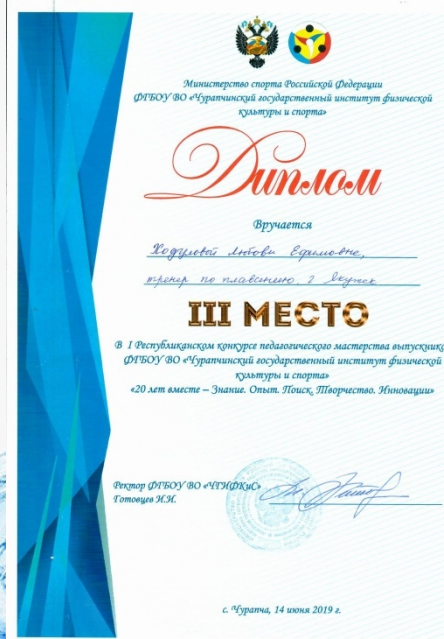 Министерство спорта Российской Федерации
ФГБОУ ВО «Чурапчинский государственный институт физической
культуры и спорта»
Диплом
Вручается
Ходуловой Любови Ефимовне,
тренер по плаванию, г Якутск
III МЕСТО
В I Республиканском конкурсе педагогического мастерства выпускнико
ФГБОУ ВО «Чурапчинский государственный институт физической
культуры и спорта»
«20 лет вместе – Знание. Опыт. Поиск. Творчество. Инновации»
Ректор ФГБОУ ВО «ЧГИФКиС»
Готовцев И.И.
с. Чурапча, 14 июня 2019 г.